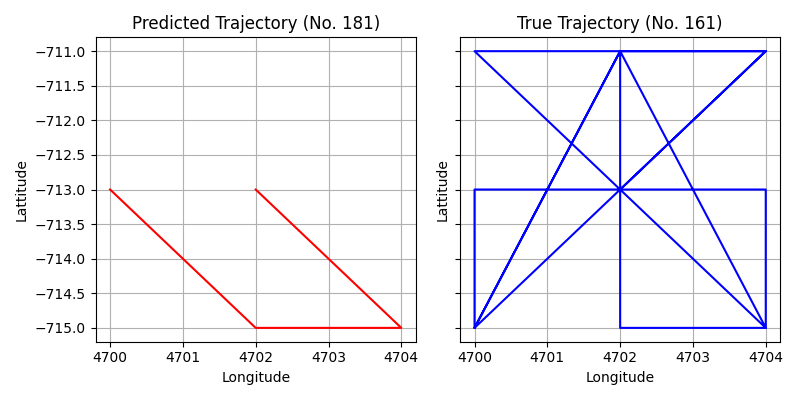 Predicted Trajectory (No. 181)
Lattitude
−711.0
−711.5
−712.0
−712.5
−713.0
−713.5
−714.0
−714.5
−715.0
4700 4701 4702 4703 4704
Longitude
True Trajectory (No. 161)
Lattitude
4700 4701 4702 4703 4704
Longitude